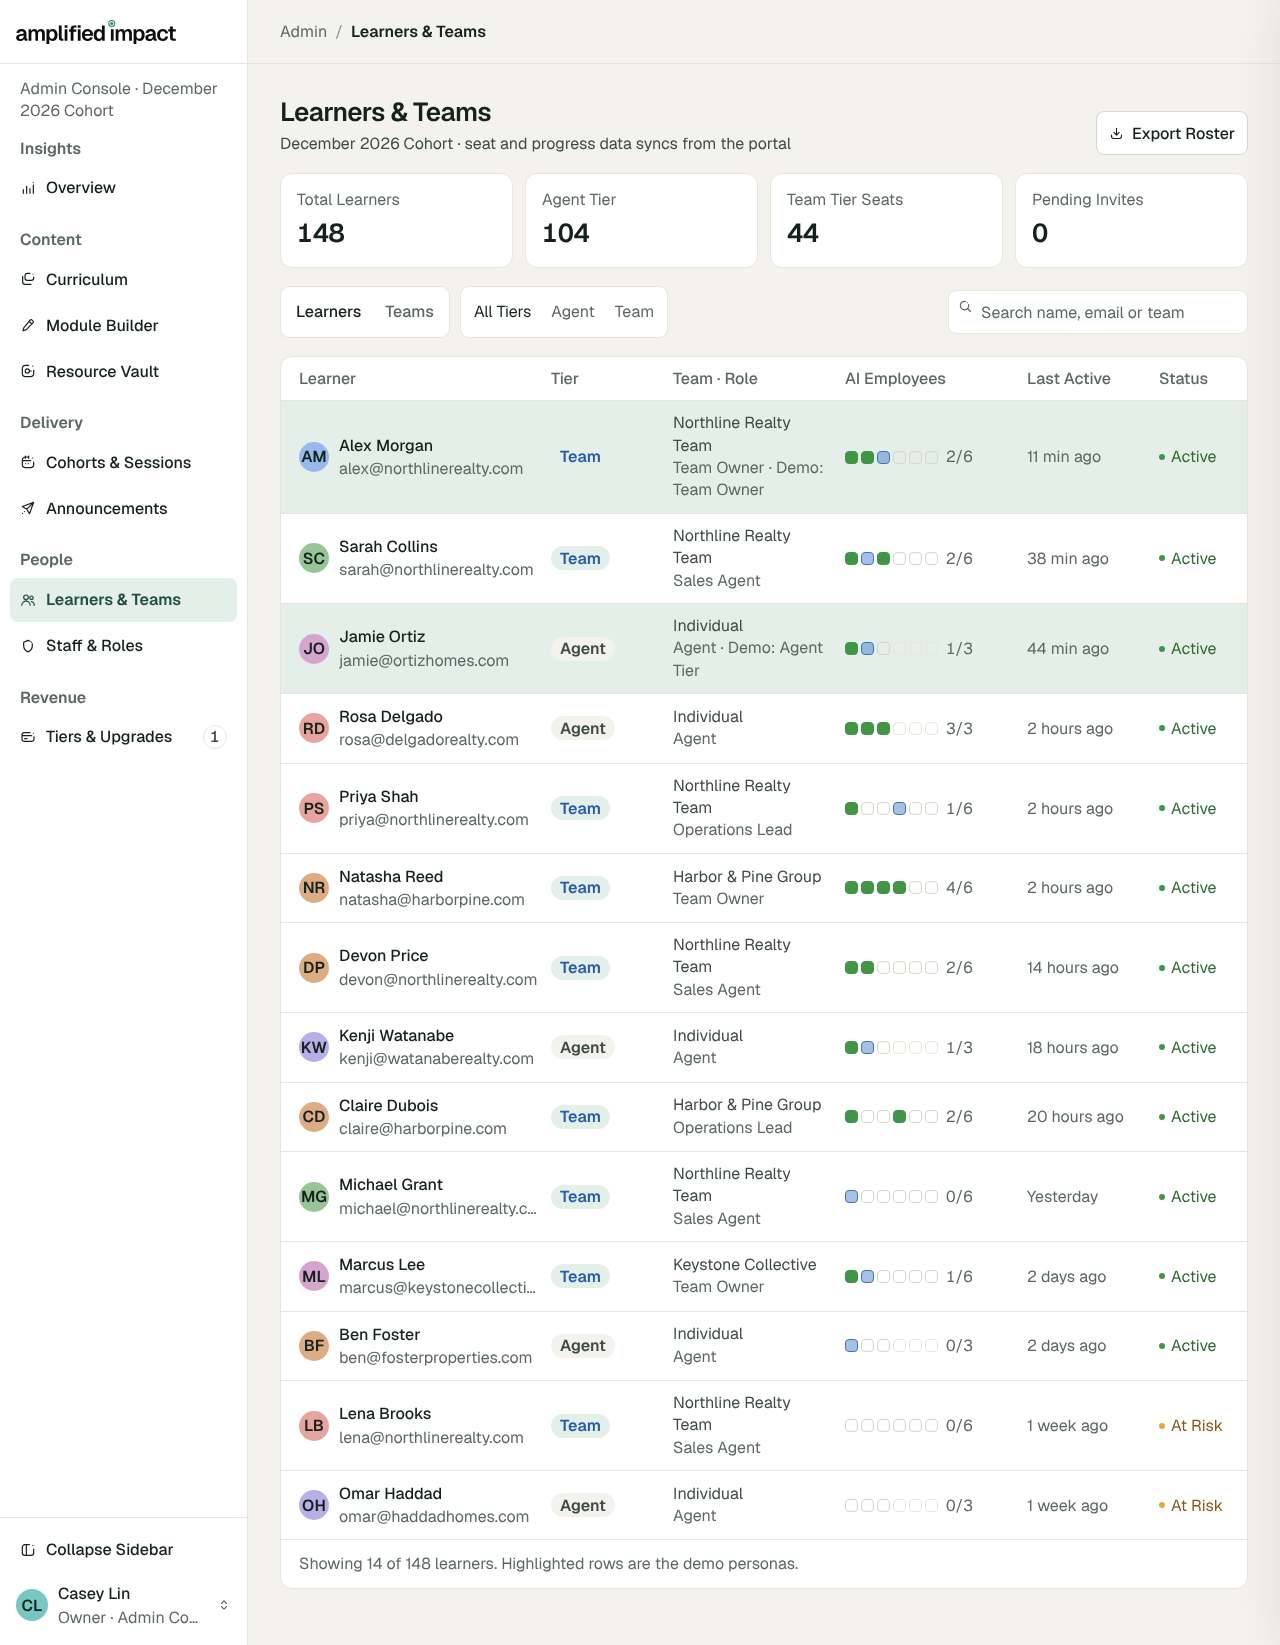 amplified impact
Admin / Learners & Teams
Admin Console · December
2026 Cohort
Insights
Overview
Content
Curriculum
Module Builder
Resource Vault
Delivery
Cohorts & Sessions
Announcements
People
Learners & Teams
Staff & Roles
Revenue
Tiers & Upgrades 1
Collapse Sidebar
CL
Casey Lin
Owner · Admin Co...
Learners & Teams
December 2026 Cohort · seat and progress data syncs from the portal
Export Roster
Total Learners
148
Agent Tier
104
Team Tier Seats
44
Pending Invites
0
Learners Teams
All Tiers Agent Team
Search name, email or team
Learner Tier Team · Role AI Employees Last Active Status
AM
Alex Morgan
alex@northlinerealty.com
Team
Northline Realty
Team
Team Owner · Demo:
Team Owner
2/6
11 min ago
Active
SC
Sarah Collins
sarah@northlinerealty.com
Team
Northline Realty
Team
Sales Agent
2/6
38 min ago
Active
JO
Jamie Ortiz
jamie@ortizhomes.com
Agent
Individual
Agent · Demo: Agent
Tier
1/3
44 min ago
Active
RD
Rosa Delgado
rosa@delgadorealty.com
Agent
Individual
Agent
3/3
2 hours ago
Active
PS
Priya Shah
priya@northlinerealty.com
Team
Northline Realty
Team
Operations Lead
1/6
2 hours ago
Active
NR
Natasha Reed
natasha@harborpine.com
Team
Harbor & Pine Group
Team Owner
4/6
2 hours ago
Active
DP
Devon Price
devon@northlinerealty.com
Team
Northline Realty
Team
Sales Agent
2/6
14 hours ago
Active
KW
Kenji Watanabe
kenji@watanaberealty.com
Agent
Individual
Agent
1/3
18 hours ago
Active
CD
Claire Dubois
claire@harborpine.com
Team
Harbor & Pine Group
Operations Lead
2/6
20 hours ago
Active
MG
Michael Grant
michael@northlinerealty.c...
Team
Northline Realty
Team
Sales Agent
0/6
Yesterday
Active
ML
Marcus Lee
marcus@keystonecollecti...
Team
Keystone Collective
Team Owner
1/6
2 days ago
Active
BF
Ben Foster
ben@fosterproperties.com
Agent
Individual
Agent
0/3
2 days ago
Active
LB
Lena Brooks
lena@northlinerealty.com
Team
Northline Realty
Team
Sales Agent
0/6
1 week ago
At Risk
OH
Omar Haddad
omar@haddadhomes.com
Agent
Individual
Agent
0/3
1 week ago
At Risk
Showing 14 of 148 learners. Highlighted rows are the demo personas.